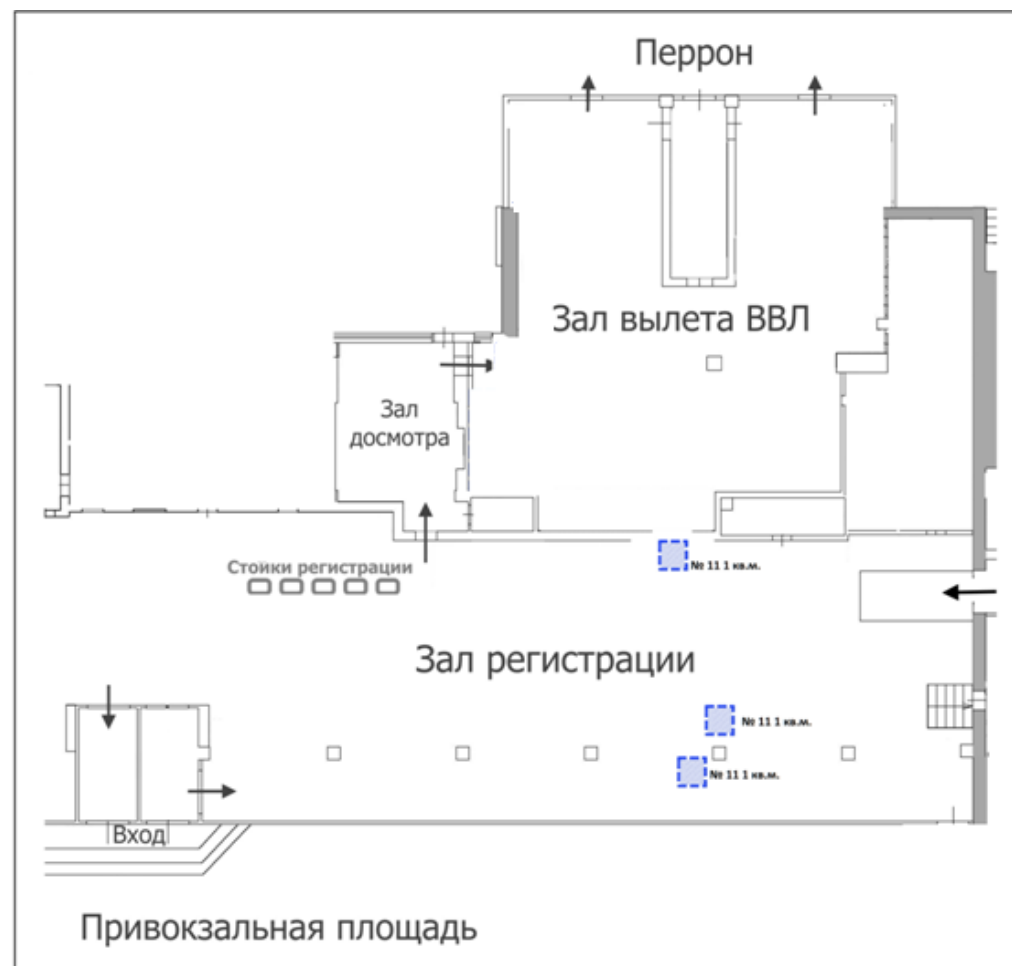 Перрон
Зал вылета ВВЛ
Зал
досмотра
Стойки регистрации
№ 11 1 кв.м.
Зал регистрации
№ 11 1 кв.м.
№ 11 1 кв.м.
Вход
Привокзальная площадь